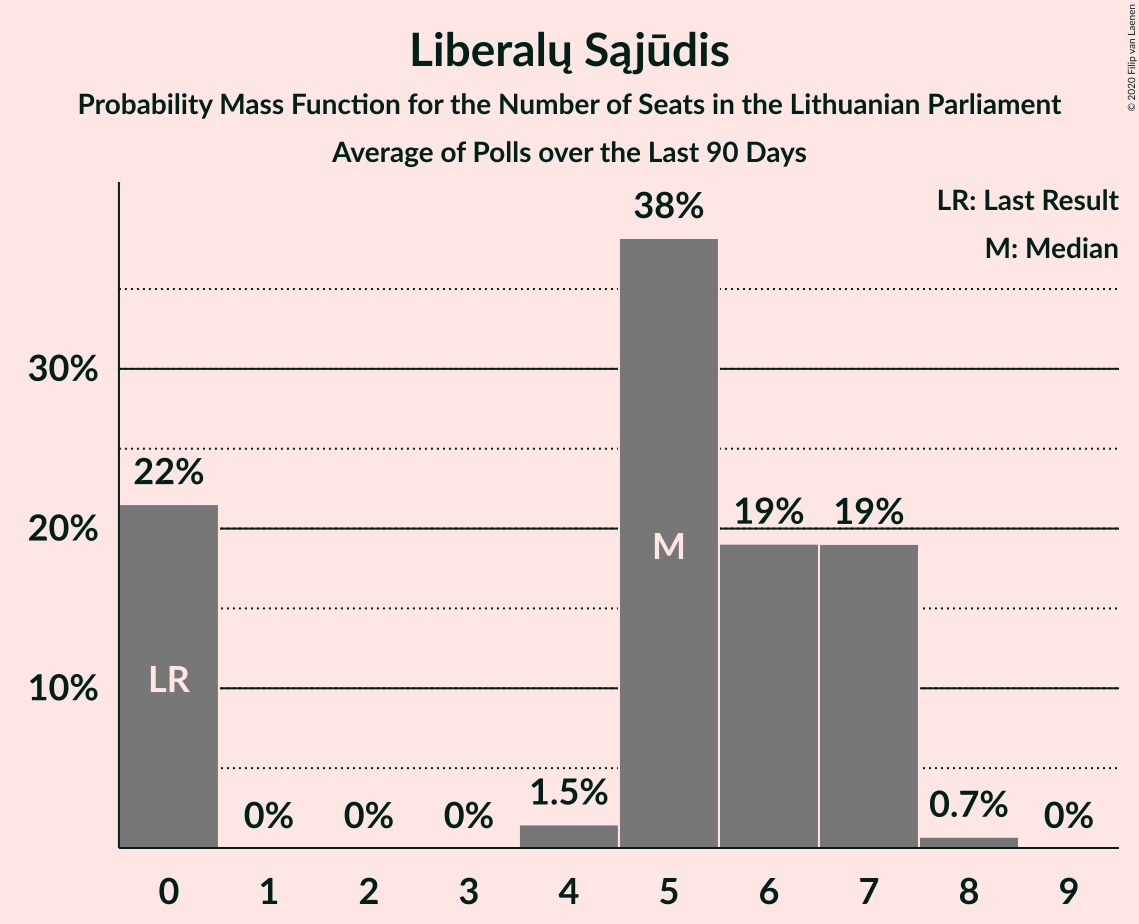 Liberalų Sąjūdis
Probability Mass Function for the Number of Seats in the Lithuanian Parliament
Average of Polls over the Last 90 Days
© 2020 Filip van Laenen
LR: Last Result
M: Median
38%
30%
22%
20%
19%
19%
M
LR
10%
1.5%
0.7%
0%
0%
0%
0%
0
1
2
3
4
5
6
7
8
9